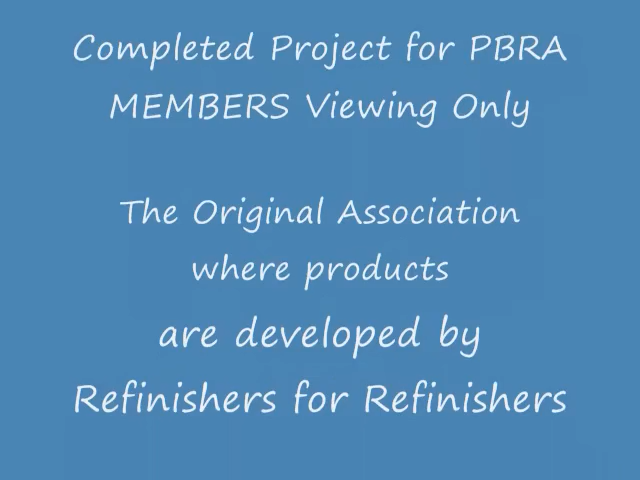 Completed Project for PBRA
MEMBERS Viewing Only
The Original Association
where products
are developed by
Refinishers for Refinishers